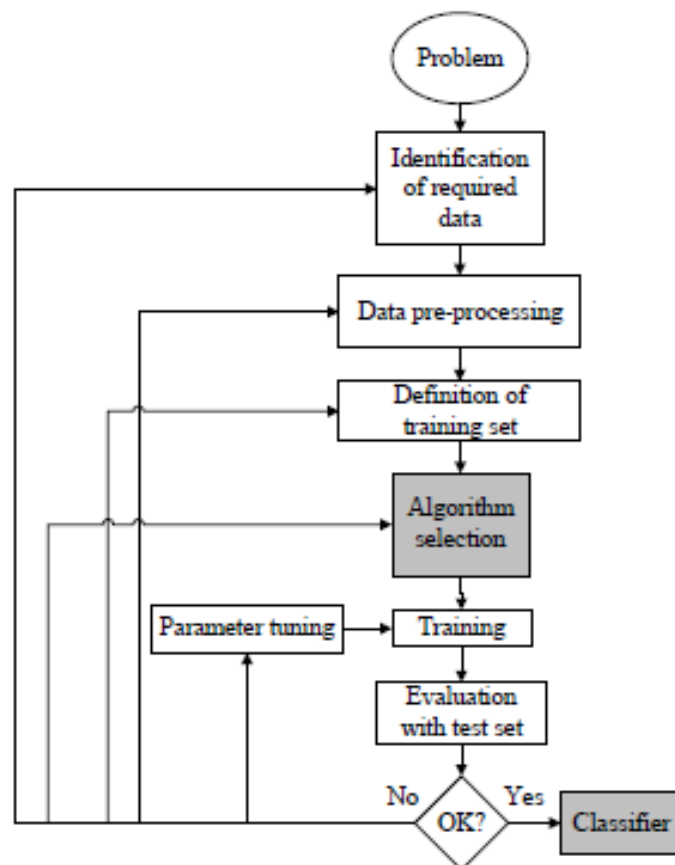 Problem
Identification
of required
data
Data pre-processing
Definition of
training set
Algorithm
selection
Parameter tuning
Training
Evaluation
with test set
No
Yes
OK?
Classifier